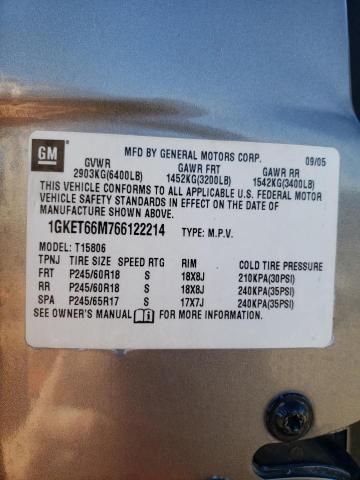 GM
MFD BY GENERAL MOTORS CORP. 09/05
GVWR GAWR FRT GAWR RR
2903KG(6400LB) 1452KG(3200LB) 1542KG(3400LB)
THIS VEHICLE CONFORMS TO ALL APPLICABLE U.S. FEDERAL MOTOR
VEHICLE SAFETY STANDARDS IN EFFECT ON THE DATE OF
MANUFACTURE SHOWN ABOVE.
1GKET66M766122214 TYPE: M.P.V.
MODEL: T15806
TPNJ TIRE SIZE SPEED RTG RIM COLD TIRE PRESSURE
FRT P245/60R18 S 18X8J 210KPA(30PSI)
RR P245/60R18 S 18X8J 240KPA(35PSI)
SPA P245/65R17 S 17X7J 240KPA(35PSI)
SEE OWNER'S MANUAL FOR MORE INFORMATION.